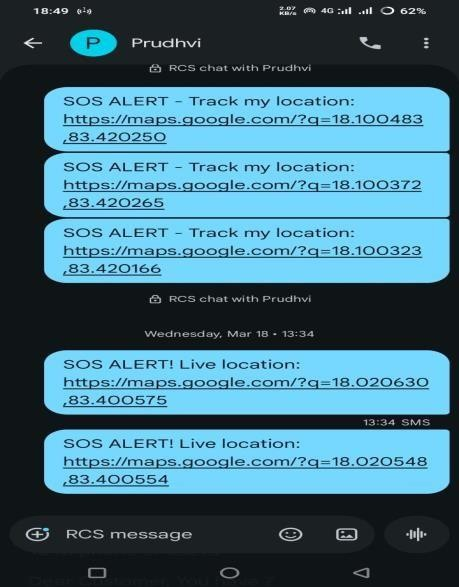 18:49
2.07 KB/s 4G 62%
P Prudhvi
RCS chat with Prudhvi
SOS ALERT - Track my location:
https://maps.google.com/?q=18.100483
,83.420250
SOS ALERT - Track my location:
https://maps.google.com/?q=18.100372
,83.420265
SOS ALERT - Track my location:
https://maps.google.com/?q=18.100323
,83.420166
RCS chat with Prudhvi
Wednesday, Mar 18 • 13:34
SOS ALERT! Live location:
https://maps.google.com/?q=18.020630
,83.400575
13:34 SMS
SOS ALERT! Live location:
https://maps.google.com/?q=18.020548
,83.400554
RCS message
Dear Customer, You have